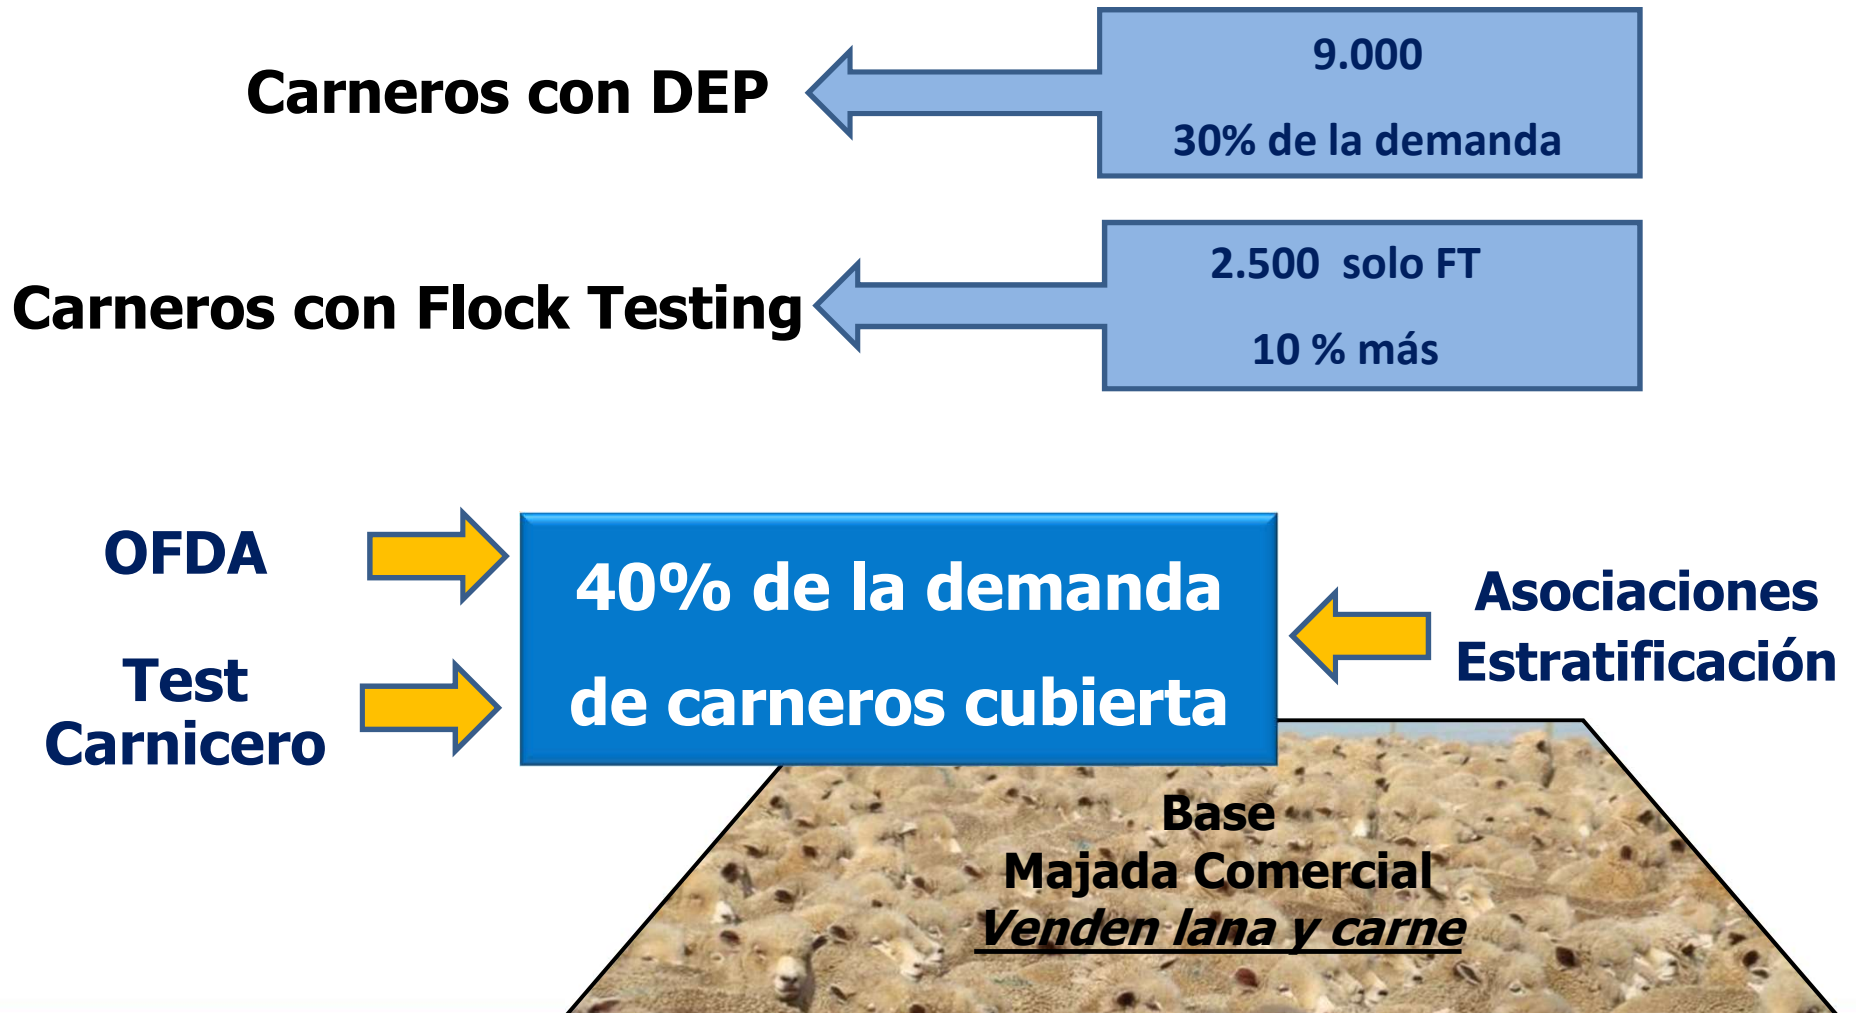 Carneros con DEP
9.000
30% de la demanda
Carneros con Flock Testing
2.500 solo FT
10 % más
OFDA
Test
Carnicero
40% de la demanda
de carneros cubierta
Asociaciones
Estratificación
Base
Majada Comercial
Venden lana y carne